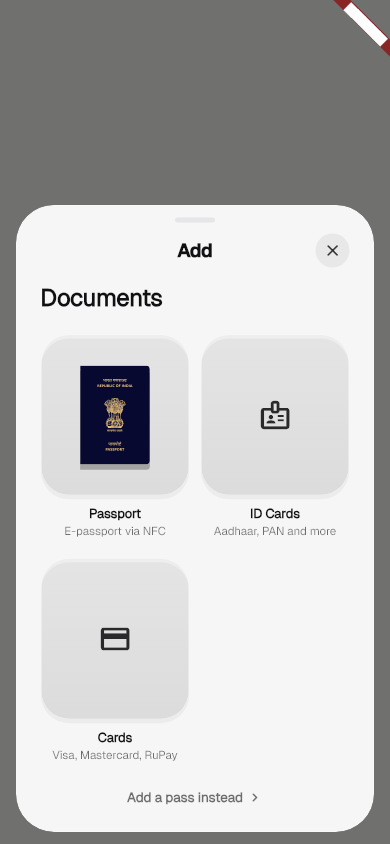 Add
Documents
REPUBLIC OF INDIA
PASSPORT
Passport
E-passport via NFC
ID Cards
Aadhaar, PAN and more
Cards
Visa, Mastercard, RuPay
Add a pass instead